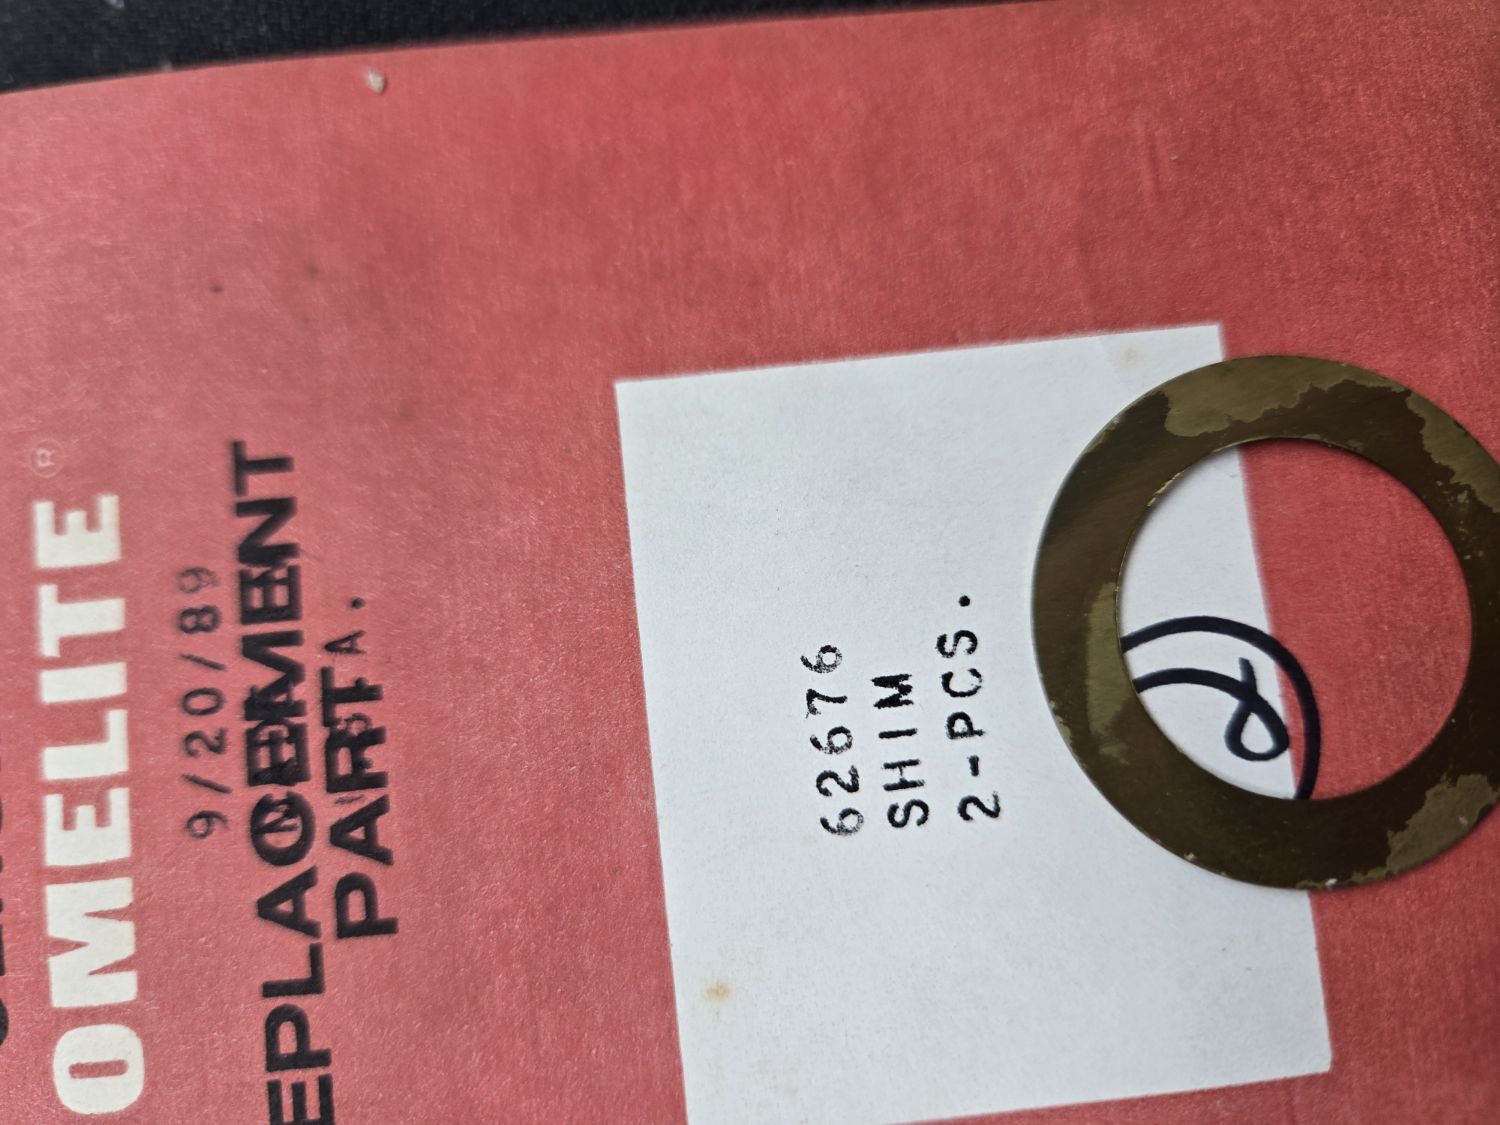 OMELITE®
9/20/89
EPLACEMENT
PART
62676
SHIM
2-PCS.